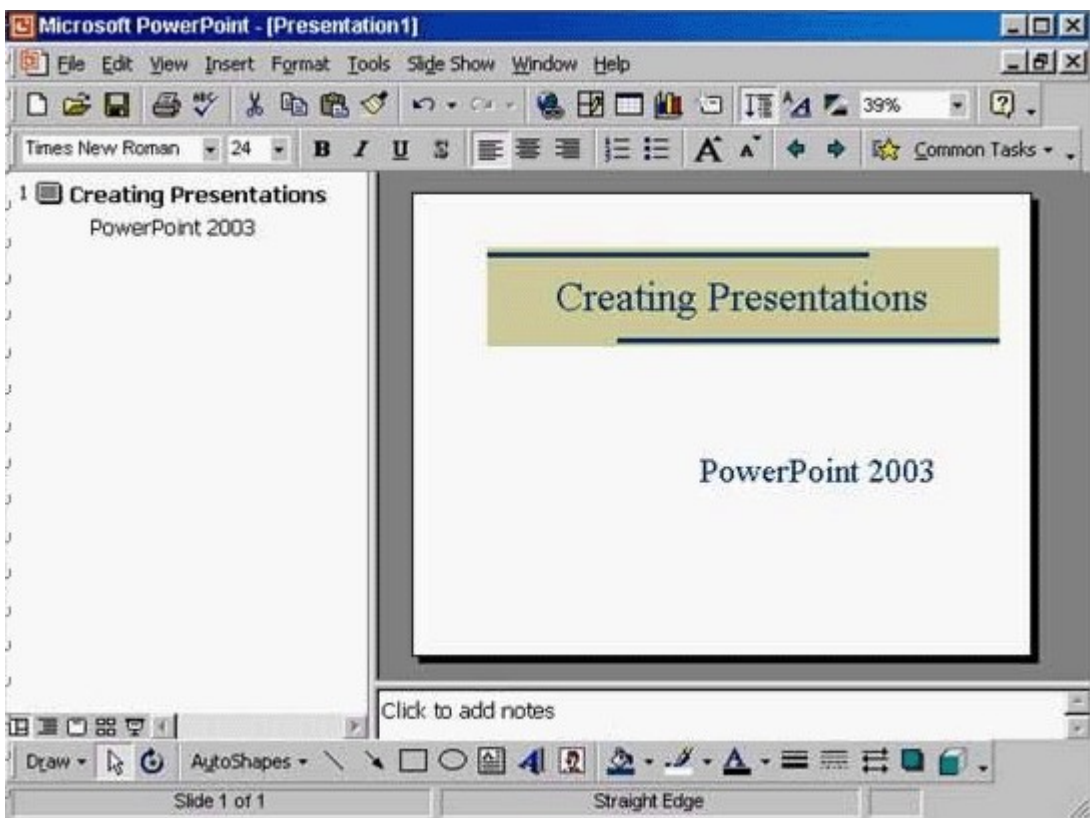 Microsoft PowerPoint - [Presentation1]
File Edit View Insert Format Tools Slide Show Window Help
ABC A A 39% ?
Times New Roman 24 B I U S A A Common Tasks
1 Creating Presentations
PowerPoint 2003
Creating Presentations
PowerPoint 2003
Click to add notes
Draw AutoShapes A A
Slide 1 of 1 Straight Edge